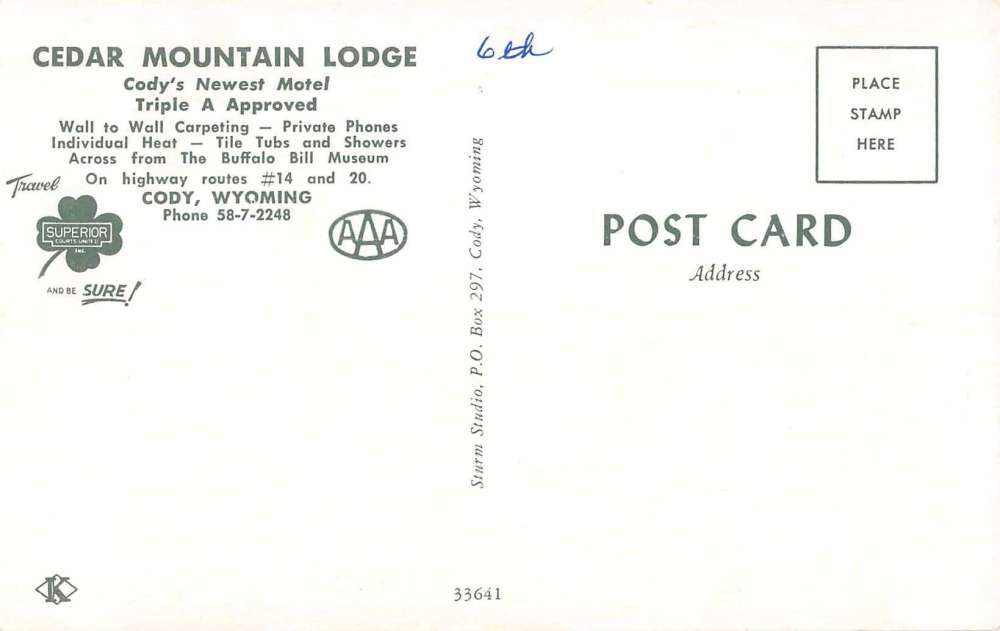 CEDAR MOUNTAIN LODGE
Cody's Newest Motel
Triple A Approved
Wall to Wall Carpeting — Private Phones
Individual Heat — Tile Tubs and Showers
Across from The Buffalo Bill Museum
On highway routes #14 and 20.
CODY, WYOMING
Phone 58-7-2248
Travel
SUPERIOR
COURTS UNITED
INC.
AND BE SURE!
AAA
K
6th
Sturm Studio, P.O. Box 297, Cody, Wyoming
33641
PLACE
STAMP
HERE
POST CARD
Address